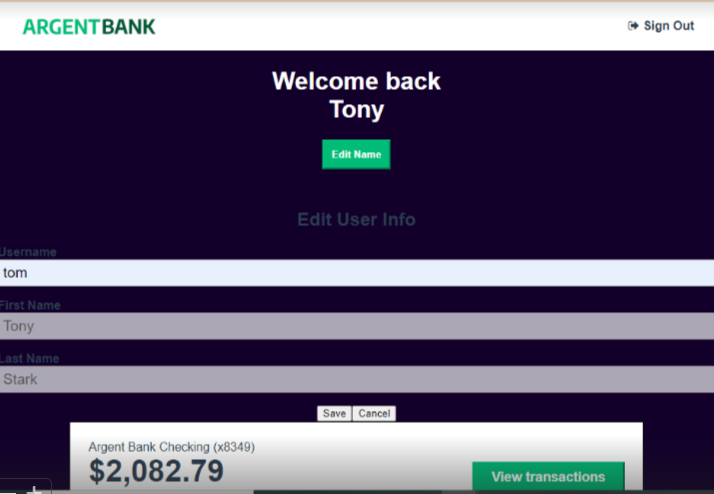 ARGENTBANK
Sign Out
Welcome back
Tony
Edit Name
Edit User Info
Username
tom
First Name
Tony
Last Name
Stark
Save Cancel
Argent Bank Checking (x8349)
$2,082.79
View transactions